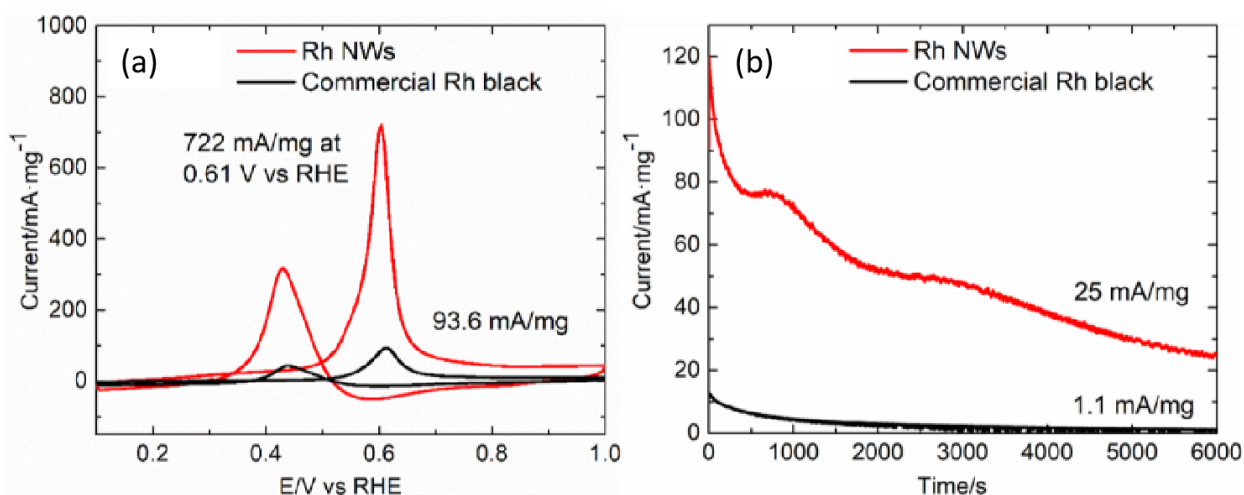 (a)
Rh NWs
Commercial Rh black
722 mA/mg at
0.61 V vs RHE
93.6 mA/mg
Current/mA·mg⁻¹
1000
800
600
400
200
0
0.2 0.4 0.6 0.8 1.0
E/V vs RHE
(b)
Rh NWs
Commercial Rh black
25 mA/mg
1.1 mA/mg
Current/mA·mg⁻¹
120
100
80
60
40
20
0
0 1000 2000 3000 4000 5000 6000
Time/s